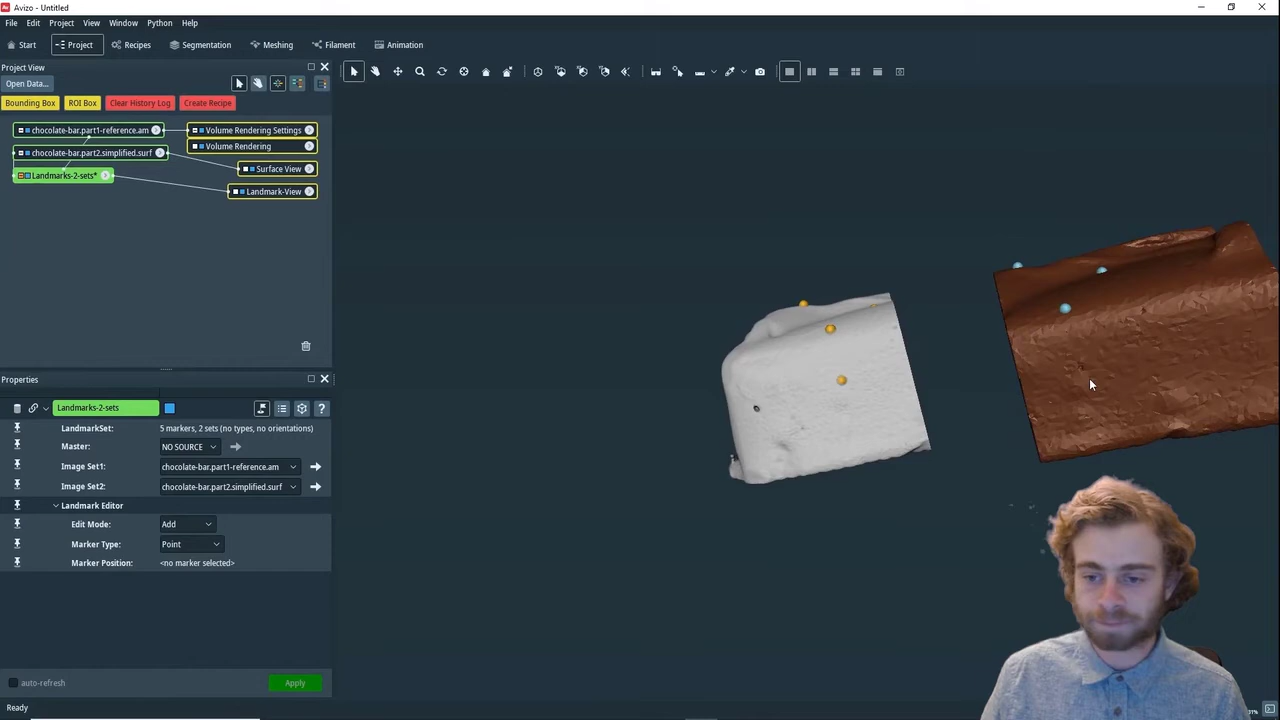 Avizo - Untitled
File Edit Project View Window Python Help
Start Project Recipes Segmentation Meshing Filament Animation
Project View
Open Data...
Bounding Box ROI Box Clear History Log Create Recipe
chocolate-bar.part1-reference.am Volume Rendering Settings
Volume Rendering
chocolate-bar.part2.simplified.surf Surface View
Landmarks-2-sets* Landmark-View
Properties
Landmarks-2-sets
LandmarkSet: 5 markers, 2 sets (no types, no orientations)
Master: NO SOURCE
Image Set1: chocolate-bar.part1-reference.am
Image Set2: chocolate-bar.part2.simplified.surf
Landmark Editor
Edit Mode: Add
Marker Type: Point
Marker Position: <no marker selected>
auto-refresh Apply
Ready